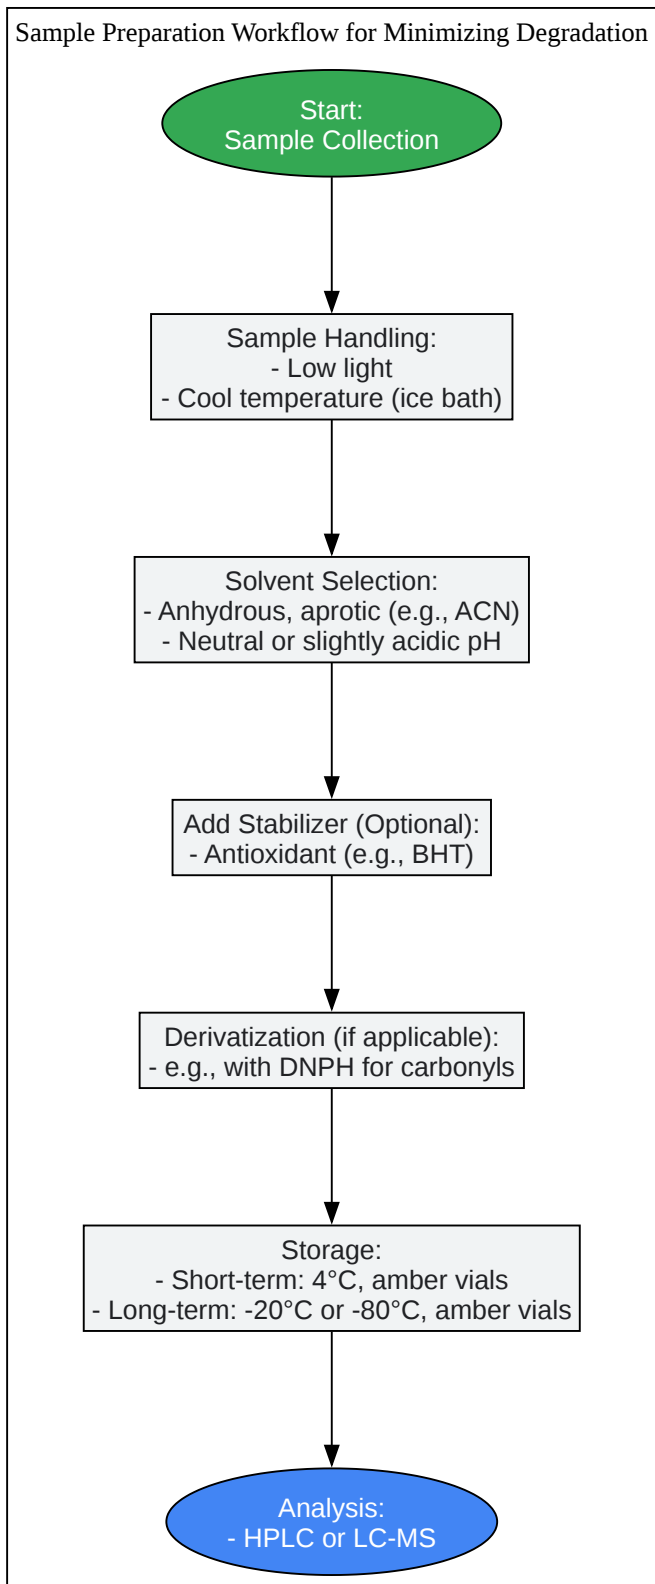 Sample Preparation Workflow for Minimizing Degradation
Start:
Sample Collection
Sample Handling:
- Low light
- Cool temperature (ice bath)
Solvent Selection:
- Anhydrous, aprotic (e.g., ACN)
- Neutral or slightly acidic pH
Add Stabilizer (Optional):
- Antioxidant (e.g., BHT)
Derivatization (if applicable):
- e.g., with DNPH for carbonyls
Storage:
- Short-term: 4°C, amber vials
- Long-term: -20°C or -80°C, amber vials
Analysis:
- HPLC or LC-MS